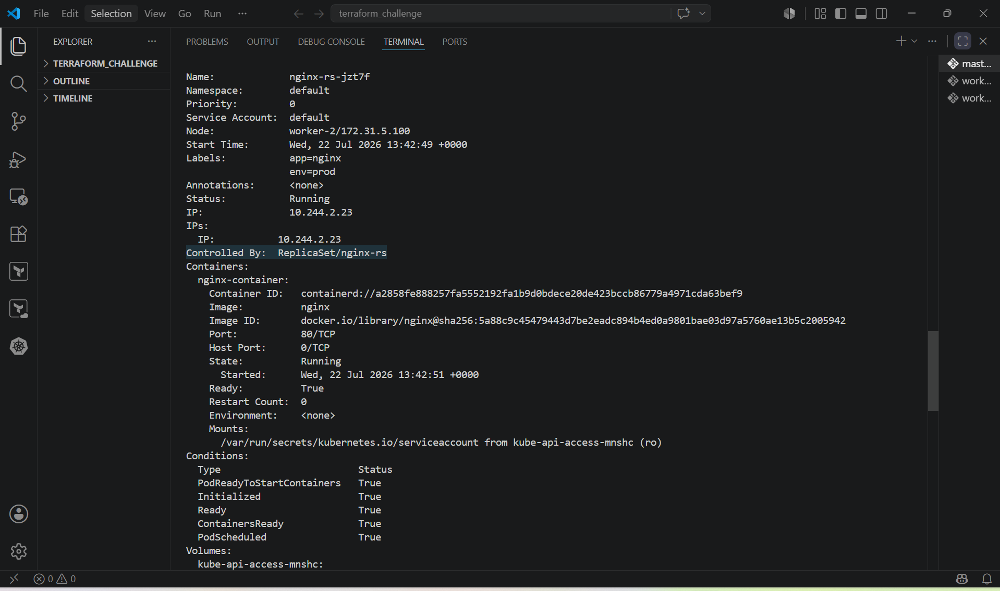 File Edit Selection View Go Run ···
terraform_challenge
EXPLORER ···
TERRAFORM_CHALLENGE
OUTLINE
TIMELINE
PROBLEMS OUTPUT DEBUG CONSOLE TERMINAL PORTS
mast...
work...
work...
Name: nginx-rs-jzt7f
Namespace: default
Priority: 0
Service Account: default
Node: worker-2/172.31.5.100
Start Time: Wed, 22 Jul 2026 13:42:49 +0000
Labels: app=nginx
env=prod
Annotations: <none>
Status: Running
IP: 10.244.2.23
IPs:
IP: 10.244.2.23
Controlled By: ReplicaSet/nginx-rs
Containers:
nginx-container:
Container ID: containerd://a2858fe888257fa5552192fa1b9d0bdece20de423bccb86779a4971cda63bef9
Image: nginx
Image ID: docker.io/library/nginx@sha256:5a88c9c45479443d7be2eadc894b4ed0a9801bae03d97a5760ae13b5c2005942
Port: 80/TCP
Host Port: 0/TCP
State: Running
Started: Wed, 22 Jul 2026 13:42:51 +0000
Ready: True
Restart Count: 0
Environment: <none>
Mounts:
/var/run/secrets/kubernetes.io/serviceaccount from kube-api-access-mnshc (ro)
Conditions:
Type Status
PodReadyToStartContainers True
Initialized True
Ready True
ContainersReady True
PodScheduled True
Volumes:
kube-api-access-mnshc:
0 0